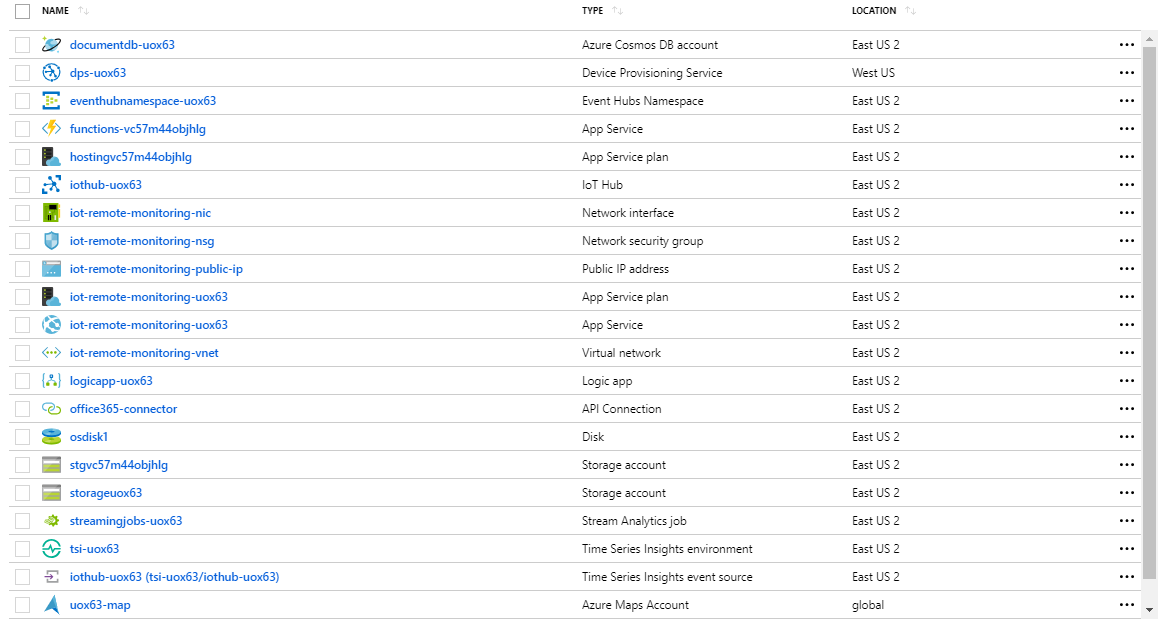 NAME ↑↓ TYPE ↑↓ LOCATION ↑↓
documentdb-uox63 Azure Cosmos DB account East US 2 •••
dps-uox63 Device Provisioning Service West US •••
eventhubnamespace-uox63 Event Hubs Namespace East US 2 •••
functions-vc57m44objhlg App Service East US 2 •••
hostingvc57m44objhlg App Service plan East US 2 •••
iothub-uox63 IoT Hub East US 2 •••
iot-remote-monitoring-nic Network interface East US 2 •••
iot-remote-monitoring-nsg Network security group East US 2 •••
iot-remote-monitoring-public-ip Public IP address East US 2 •••
iot-remote-monitoring-uox63 App Service plan East US 2 •••
iot-remote-monitoring-uox63 App Service East US 2 •••
iot-remote-monitoring-vnet Virtual network East US 2 •••
logicapp-uox63 Logic app East US 2 •••
office365-connector API Connection East US 2 •••
osdisk1 Disk East US 2 •••
stgvc57m44objhlg Storage account East US 2 •••
storageuox63 Storage account East US 2 •••
streamingjobs-uox63 Stream Analytics job East US 2 •••
tsi-uox63 Time Series Insights environment East US 2 •••
iothub-uox63 (tsi-uox63/iothub-uox63) Time Series Insights event source East US 2 •••
uox63-map Azure Maps Account global •••